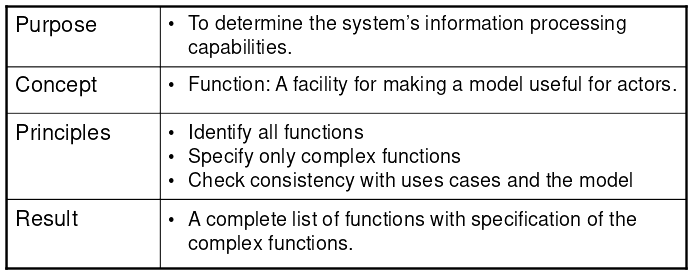 Purpose
• To determine the system's information processing
capabilities.
Concept
• Function: A facility for making a model useful for actors.
Principles
• Identify all functions
• Specify only complex functions
• Check consistency with uses cases and the model
Result
• A complete list of functions with specification of the
complex functions.